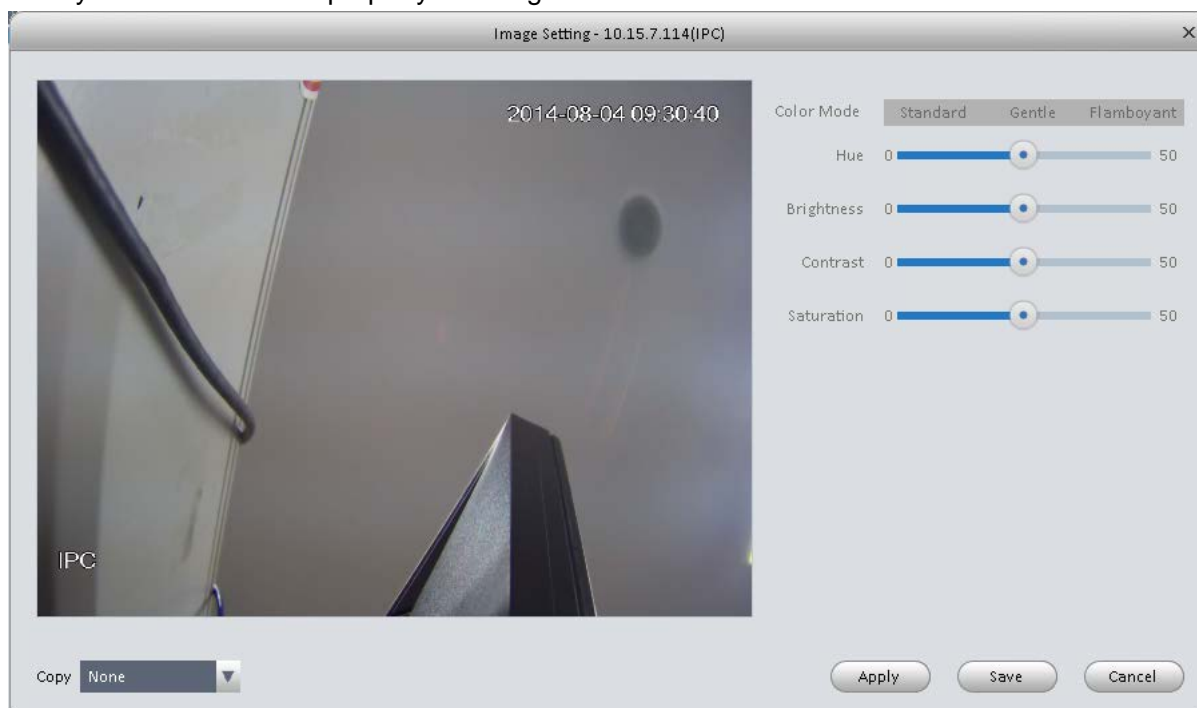 Image Setting - 10.15.7.114(IPC)
2014-08-04 09:30:40
IPC
Color Mode Standard Gentle Flamboyant
Hue 0 50
Brightness 0 50
Contrast 0 50
Saturation 0 50
Copy None
Apply Save Cancel